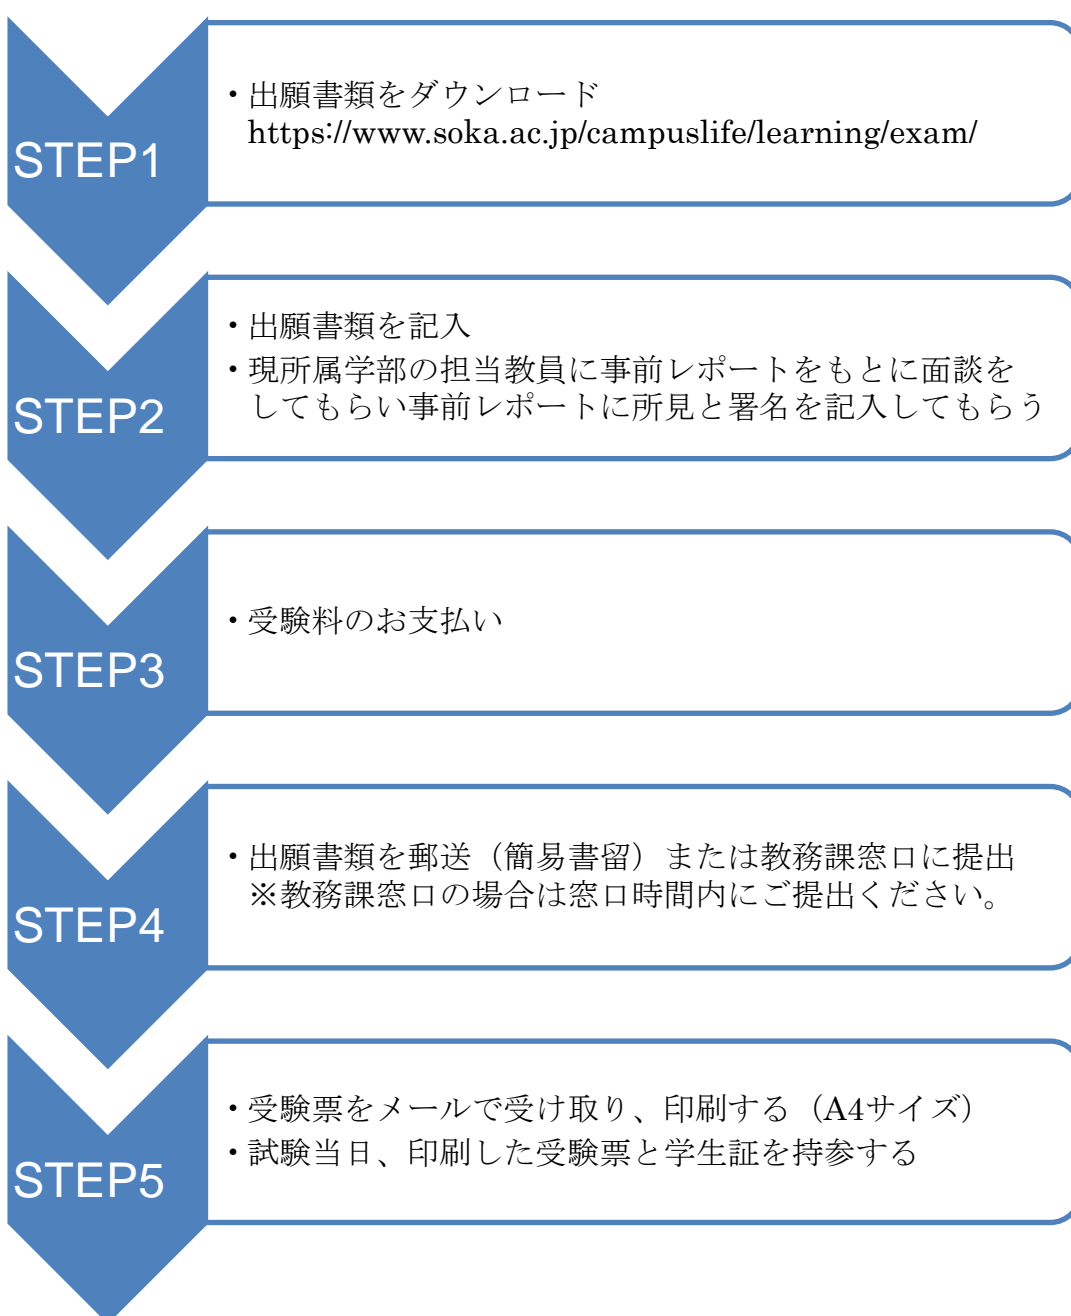 STEP1
・出願書類をダウンロード
https://www.soka.ac.jp/campuslife/learning/exam/
STEP2
・出願書類を記入
・現所属学部の担当教員に事前レポートをもとに面談を
してもらい事前レポートに所見と署名を記入してもらう
STEP3
・受験料のお支払い
STEP4
・出願書類を郵送（簡易書留）または教務課窓口に提出
※教務課窓口の場合は窓口時間内にご提出ください。
STEP5
・受験票をメールで受け取り、印刷する（A4サイズ）
・試験当日、印刷した受験票と学生証を持参する